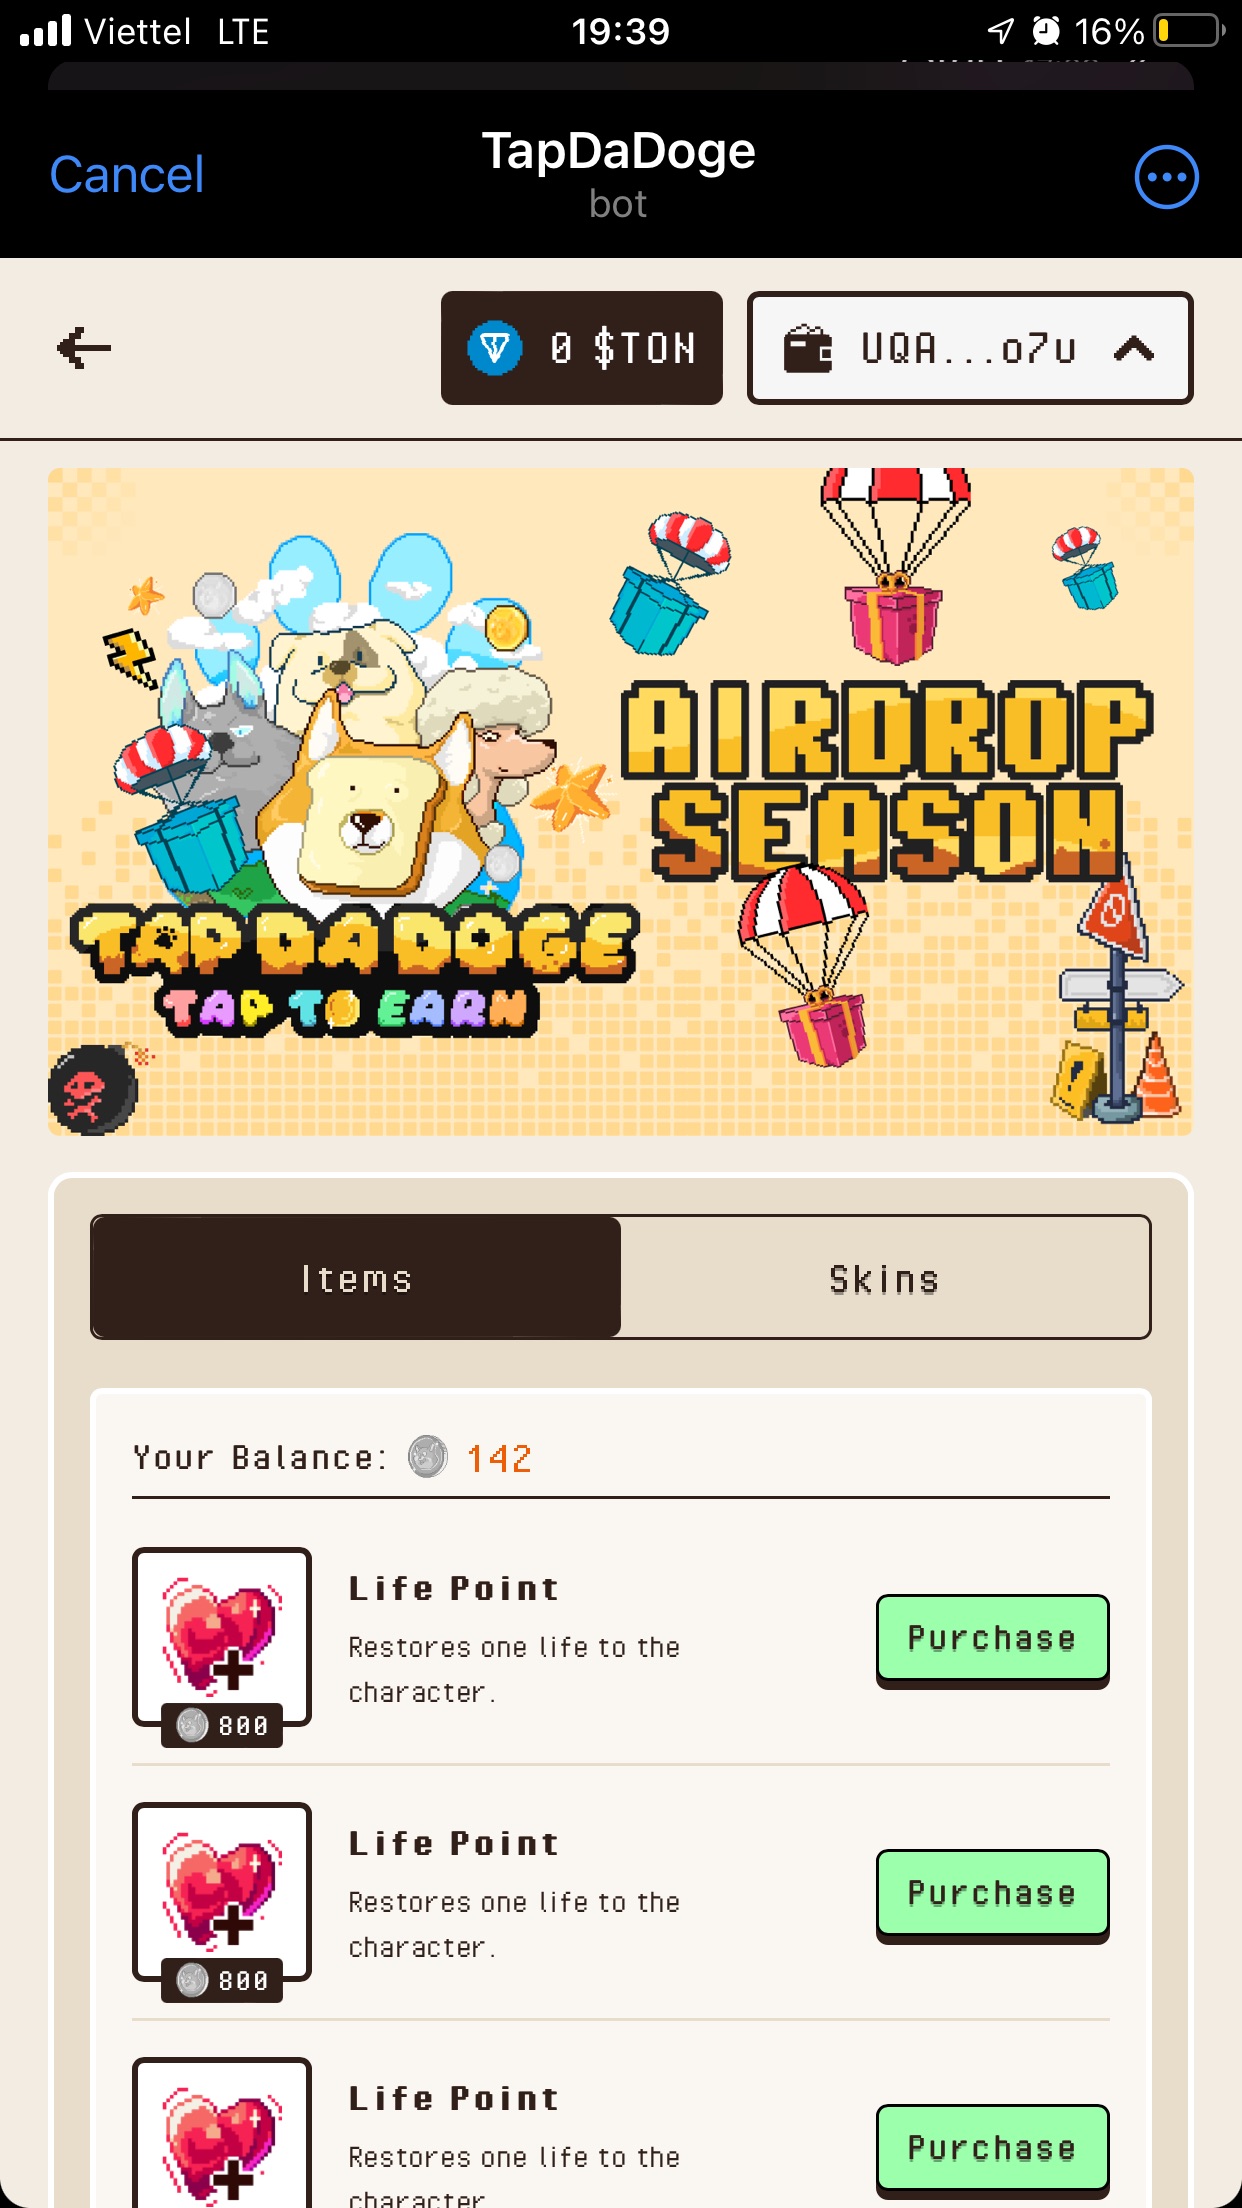 Viettel LTE 19:39 16%
Cancel TapDaDoge
bot
0 $TON UQA...o7u
AIRDROP
SEASON
TAP DA DOGE
TAP TO EARN
Items Skins
Your Balance: 142
Life Point
Restores one life to the
character.
Purchase
800
Life Point
Restores one life to the
character.
Purchase
800
Life Point
Restores one life to the
character
Purchase